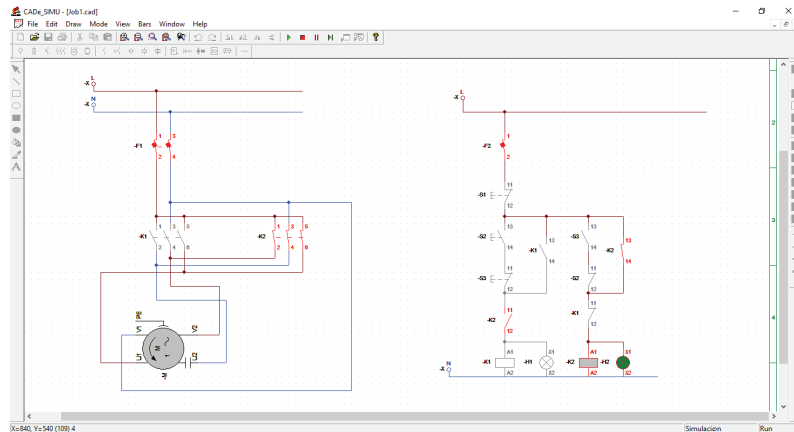 CADe_SIMU - [Job1.cad]
File Edit Draw Mode View Bars Window Help
L
-X
N
-X
1 3
-F1
2 4
1 3 5
-K1
2 4 6
1 3 5
-K2
2 4 6
PE
V1
V2
M
U1
U2
-M
L
-X
1
-F2
2
11
-S1
12
13
-S2
14
13
-K1
14
11
-S3
12
11
-K2
12
13
-S3
14
13
-K2
14
11
-S2
12
11
-K1
12
N
-X
A1
-K1
A2
X1
-H1
X2
A1
-K2
A2
X1
-H2
X2
2
3
4
X=840, Y=540 (109) 4
Simulacion
Run